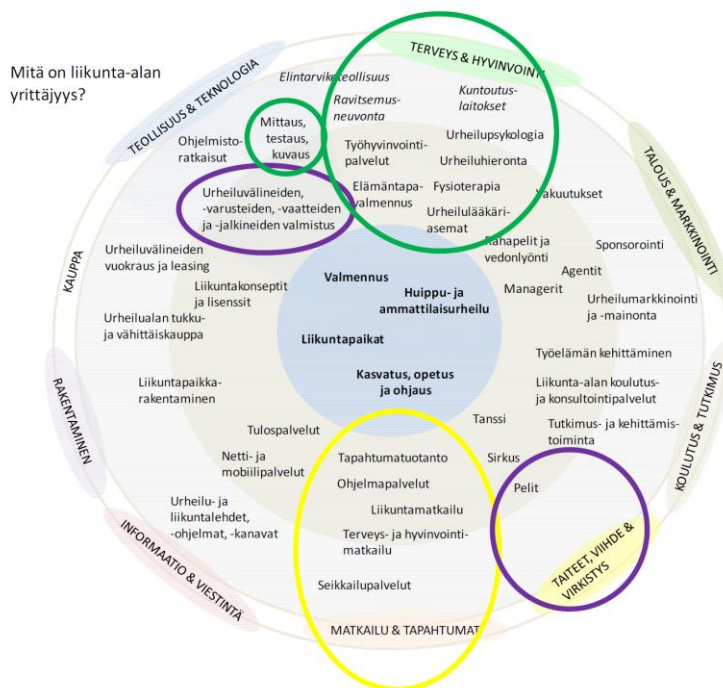 Mitä on liikunta-alan
yrittäjyys?
TEOLLISUUS & TEKNOLOGIA
TERVEYS & HYVINVOINTI
TALOUS & MARKKINOINTI
KOULUTUS & TUTKIMUS
TAITEET, VIIHDE &
VIRKISTYS
MATKAILU & TAPAHTUMAT
INFORMAATIO & VIESTINTÄ
RAKENTAMINEN
KAUPPA
Elintarviketeollisuus
Ravitsemus-
neuvonta
Kuntoutus-
laitokset
Mittaus,
testaus,
kuvaus
Ohjelmisto-
ratkaisut
Työhyvinvointi-
palvelut
Urheilupsykologia
Urheiluhieronta
Elämäntapa-
valmennus
Fysioterapia
Urheilulääkäri-
asemat
Vakuutukset
Urheiluvälineiden,
-varusteiden, -vaatteiden
ja -jalkineiden valmistus
Rahapelit ja
vedonlyönti
Sponsorointi
Agentit
Managerit
Urheilumarkkinointi
ja -mainonta
Urheiluvälineiden
vuokraus ja leasing
Liikuntakonseptit
ja lisenssit
Urheilualan tukku-
ja vähittäiskauppa
Valmennus
Huippu- ja
ammattilaisurheilu
Liikuntapaikat
Kasvatus, opetus
ja ohjaus
Työelämän kehittäminen
Liikunta-alan koulutus-
ja konsultointipalvelut
Tutkimus- ja kehittämis-
toiminta
Liikuntapaikka-
rakentaminen
Tulospalvelut
Netti- ja
mobiilipalvelut
Urheilu- ja
liikuntalehdet,
-ohjelmat, -kanavat
Tanssi
Sirkus
Pelit
Tapahtumatuotanto
Ohjelmapalvelut
Liikuntamatkailu
Terveys- ja hyvinvointi-
matkailu
Seikkailupalvelut